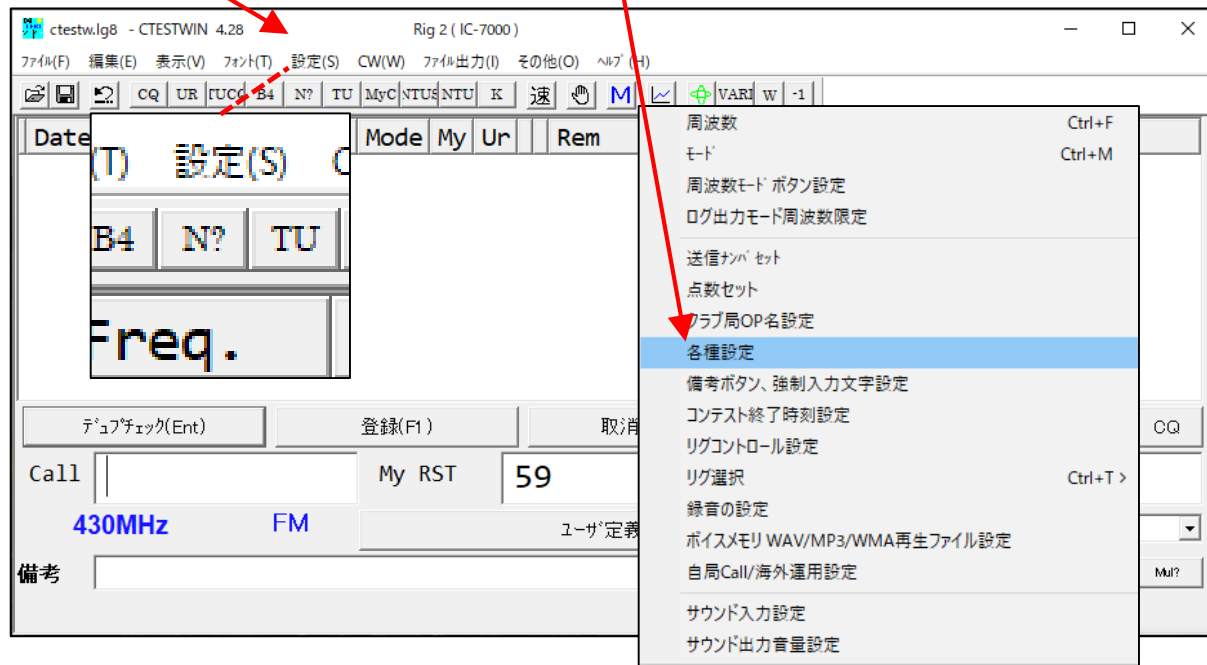 ctestw.lg8 - CTESTWIN 4.28 Rig 2 ( IC-7000 )
ﾌｧｲﾙ(F) 編集(E) 表示(V) ﾌｫﾝﾄ(T) 設定(S) CW(W) ﾌｧｲﾙ出力(I) その他(O) ﾍﾙﾌﾟ(H)
CQ UR B4 N? TU MyC NTU K 速 M VARI W -1
Date Mode My Ur Rem
(T) 設定(S)
B4 N? TU
Freq.
周波数 Ctrl+F
ﾓｰﾄﾞ Ctrl+M
周波数ﾓｰﾄﾞボタン設定
ログ出力モード周波数限定
送信ﾅﾝﾊﾞｾｯﾄ
点数セット
クラブ局OP名設定
各種設定
備考ボタン、強制入力文字設定
コンテスト終了時刻設定
リグコントロール設定
リグ選択 Ctrl+T >
録音の設定
ボイスメモリ WAV/MP3/WMA再生ファイル設定
自局Call/海外運用設定
サウンド入力設定
サウンド出力音量設定
ﾃﾞｭﾌﾟﾁｪｯｸ(Ent) 登録(F1) 取消 CQ
Call My RST 59
430MHz FM ﾕｰｻﾞ定義
備考 Mul?